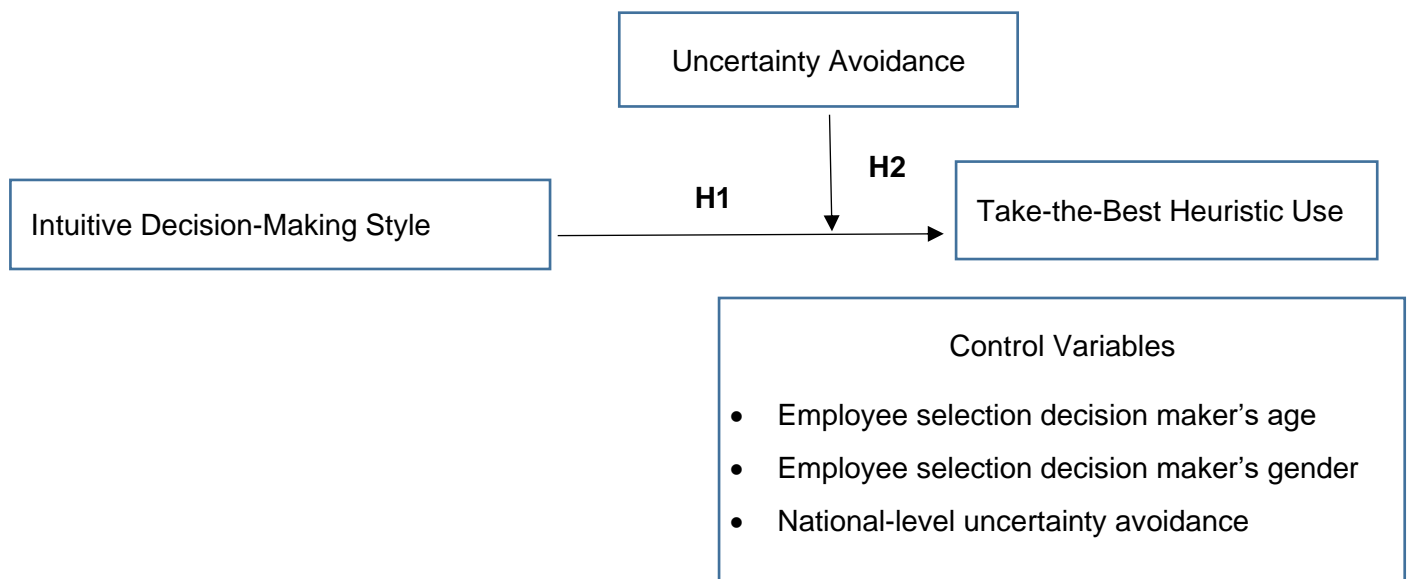 Uncertainty Avoidance
H2
H1
Intuitive Decision-Making Style
Take-the-Best Heuristic Use
Control Variables
• Employee selection decision maker’s age
• Employee selection decision maker’s gender
• National-level uncertainty avoidance